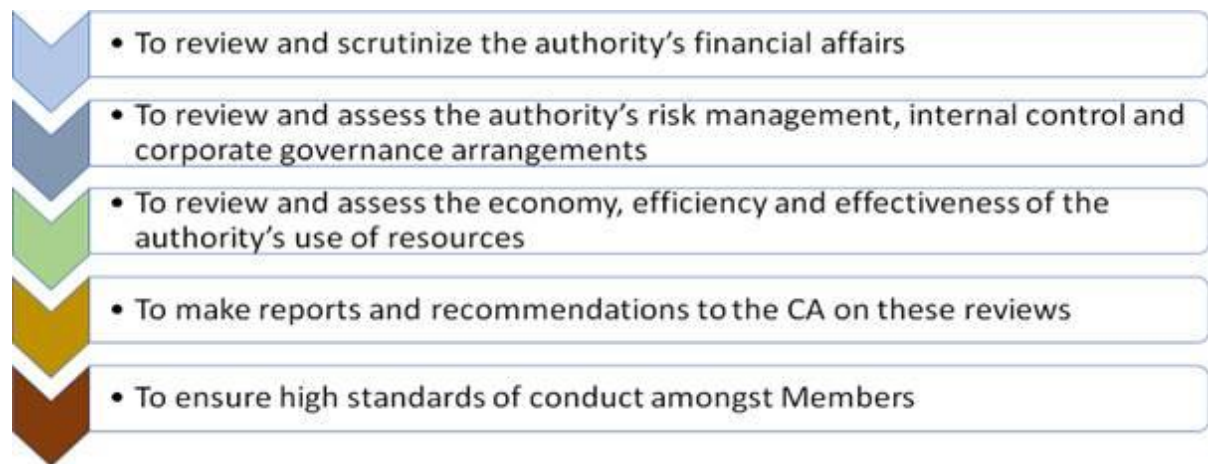 • To review and scrutinize the authority’s financial affairs
• To review and assess the authority’s risk management, internal control and
corporate governance arrangements
• To review and assess the economy, efficiency and effectiveness of the
authority’s use of resources
• To make reports and recommendations to the CA on these reviews
• To ensure high standards of conduct amongst Members